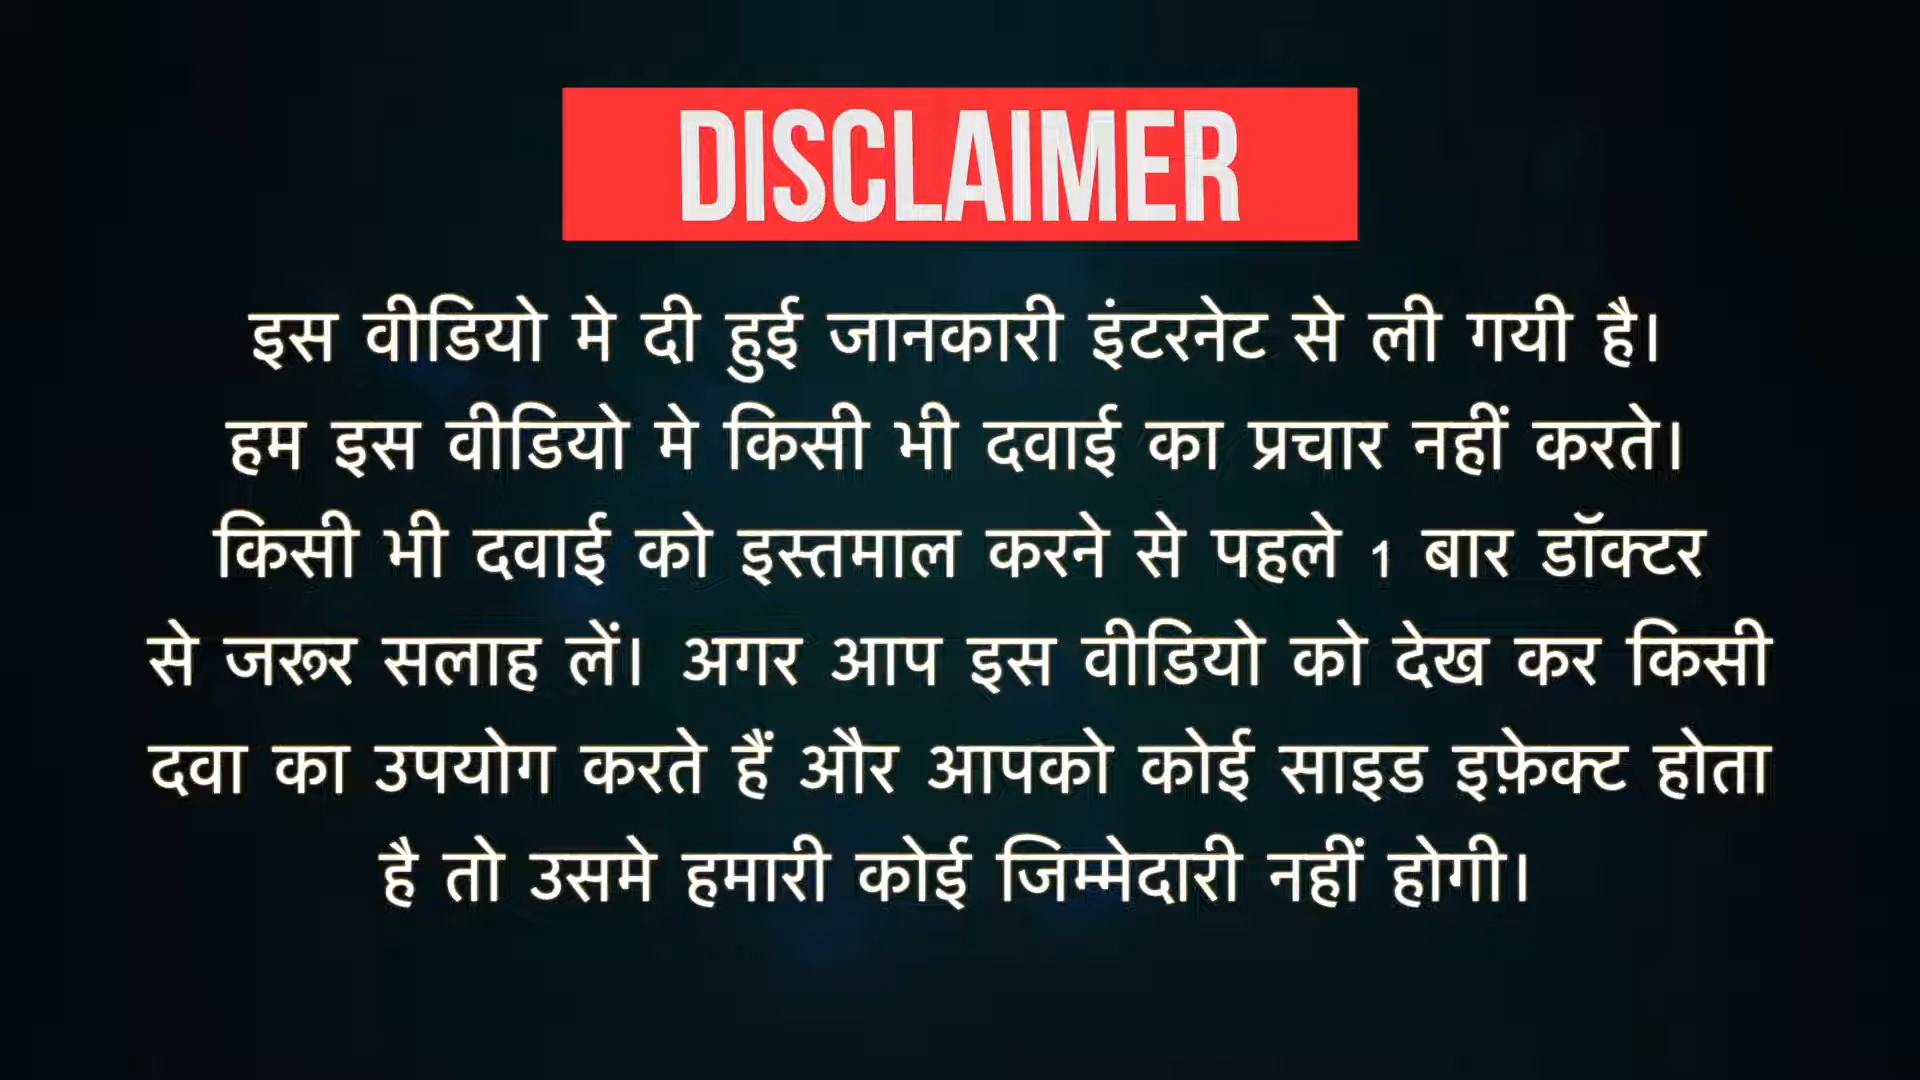 DISCLAIMER
इस वीडियो मे दी हुई जानकारी इंटरनेट से ली गयी है।
हम इस वीडियो मे किसी भी दवाई का प्रचार नहीं करते।
किसी भी दवाई को इस्तमाल करने से पहले 1 बार डॉक्टर
से जरूर सलाह लें। अगर आप इस वीडियो को देख कर किसी
दवा का उपयोग करते हैं और आपको कोई साइड इफ़ेक्ट होता
है तो उसमे हमारी कोई जिम्मेदारी नहीं होगी।